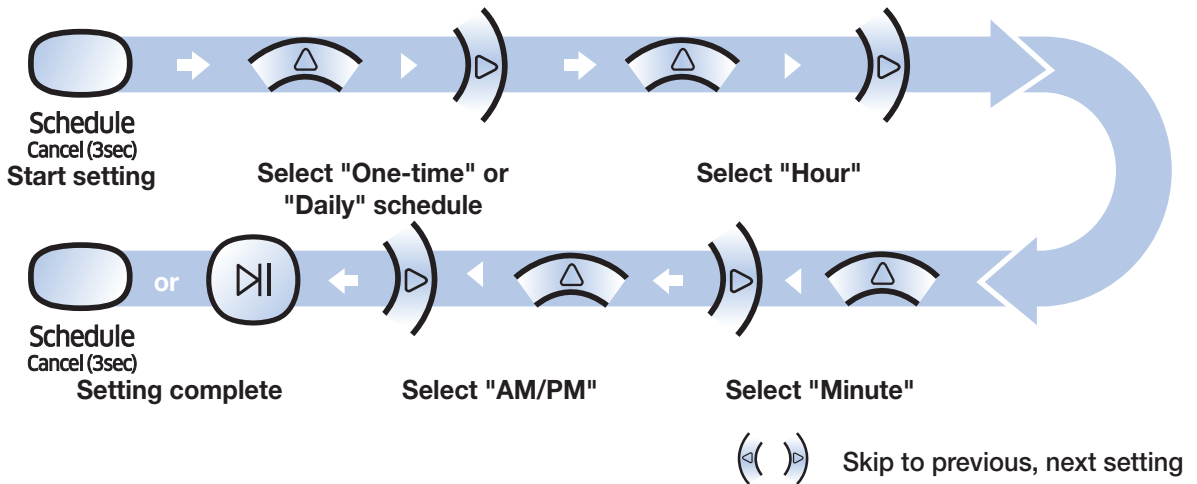 Schedule
Cancel (3sec)
Start setting
Select "One-time" or
"Daily" schedule
Select "Hour"
or
Schedule
Cancel (3sec)
Setting complete
Select "AM/PM"
Select "Minute"
Skip to previous, next setting